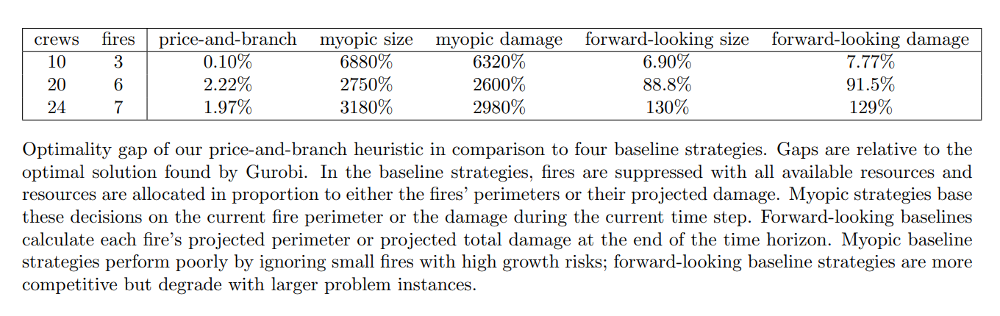 crews fires price-and-branch myopic size myopic damage forward-looking size forward-looking damage
10 3 0.10% 6880% 6320% 6.90% 7.77%
20 6 2.22% 2750% 2600% 88.8% 91.5%
24 7 1.97% 3180% 2980% 130% 129%
Optimality gap of our price-and-branch heuristic in comparison to four baseline strategies. Gaps are relative to the
optimal solution found by Gurobi. In the baseline strategies, fires are suppressed with all available resources and
resources are allocated in proportion to either the fires' perimeters or their projected damage. Myopic strategies base
these decisions on the current fire perimeter or the damage during the current time step. Forward-looking baselines
calculate each fire's projected perimeter or projected total damage at the end of the time horizon. Myopic baseline
strategies perform poorly by ignoring small fires with high growth risks; forward-looking baseline strategies are more
competitive but degrade with larger problem instances.